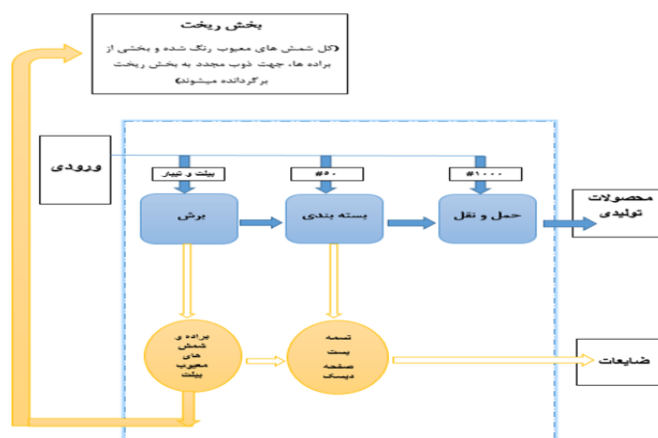 بخش ریخت
(کل شمش های معیوب رنگ شده و بخشی از
براده ها، جهت ذوب مجدد به بخش ریخت
برگردانده میشوند)
ورودی
بیلت و تیبار
#۵۰
#۱۰۰۰
برش
بسته بندی
حمل و نقل
محصولات
تولیدی
براده و
شمش
های
معیوب
بیلت
تسمه
بست
صفحه
دیسک
ضایعات